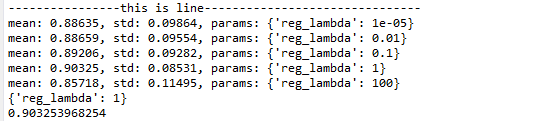 ----------------this is line-------------------------------
mean: 0.88635, std: 0.09864, params: {'reg_lambda': 1e-05}
mean: 0.88659, std: 0.09554, params: {'reg_lambda': 0.01}
mean: 0.89206, std: 0.09282, params: {'reg_lambda': 0.1}
mean: 0.90325, std: 0.08531, params: {'reg_lambda': 1}
mean: 0.85718, std: 0.11495, params: {'reg_lambda': 100}
{'reg_lambda': 1}
0.903253968254